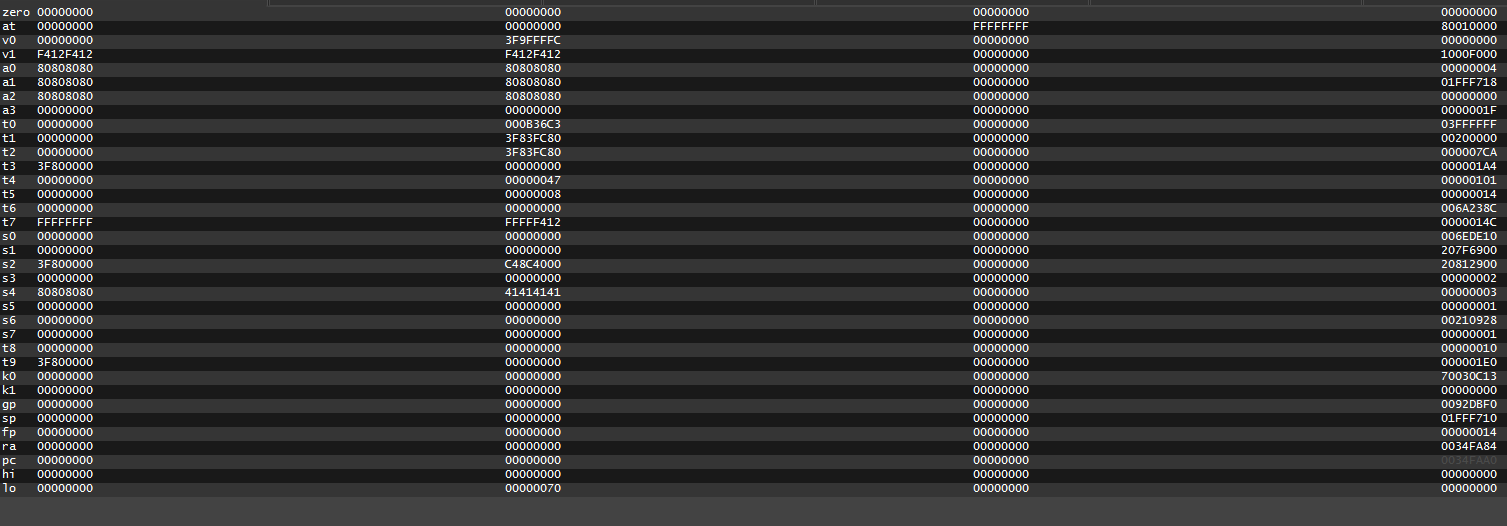 zero 00000000 00000000 00000000 00000000
at 00000000 00000000 FFFFFFFF 80010000
v0 00000000 3F9FFFFC 00000000 00000000
v1 F412F412 F412F412 00000000 1000F000
a0 80808080 80808080 00000000 00000004
a1 80808080 80808080 00000000 01FFF718
a2 80808080 80808080 00000000 00000000
a3 00000000 00000000 00000000 0000001F
t0 00000000 000B36C3 00000000 03FFFFFF
t1 00000000 3F83FC80 00000000 00200000
t2 00000000 3F83FC80 00000000 000007CA
t3 3F800000 00000000 00000000 000001A4
t4 00000000 00000047 00000000 00000101
t5 00000000 00000008 00000000 00000014
t6 00000000 00000000 00000000 006A238C
t7 FFFFFFFF FFFFF412 00000000 0000014C
s0 00000000 00000000 00000000 006EDE10
s1 00000000 00000000 00000000 207F6900
s2 3F800000 C48C4000 00000000 20812900
s3 00000000 00000000 00000000 00000002
s4 80808080 41414141 00000000 00000003
s5 00000000 00000000 00000000 00000001
s6 00000000 00000000 00000000 00210928
s7 00000000 00000000 00000000 00000001
t8 00000000 00000000 00000000 00000010
t9 3F800000 00000000 00000000 000001E0
k0 00000000 00000000 00000000 70030C13
k1 00000000 00000000 00000000 00000000
gp 00000000 00000000 00000000 0092DBF0
sp 00000000 00000000 00000000 01FFF710
fp 00000000 00000000 00000000 00000014
ra 00000000 00000000 00000000 0034FA84
pc 00000000 00000000 00000000 0034FAA0
hi 00000000 00000000 00000000 00000000
lo 00000000 00000070 00000000 00000000